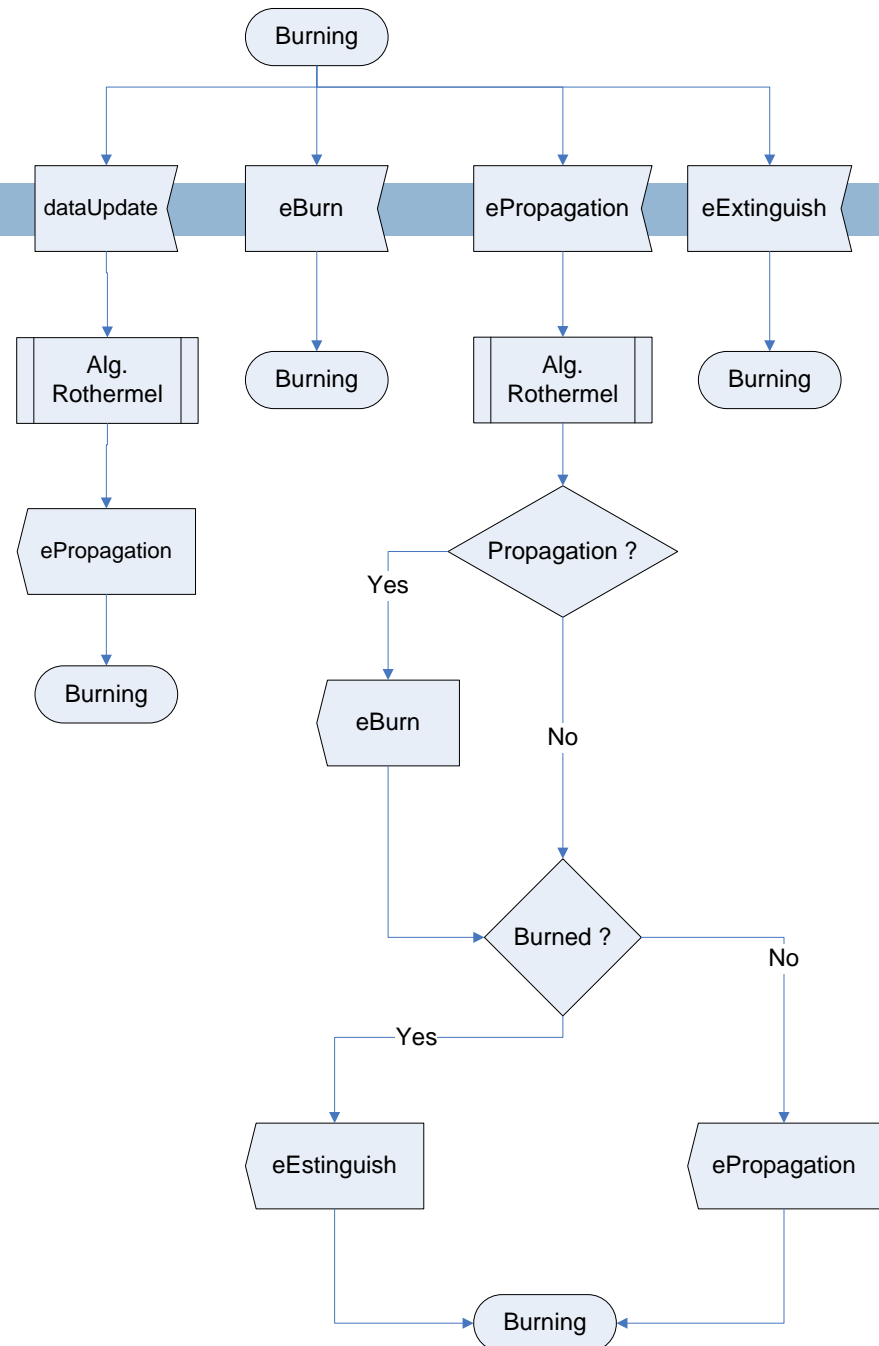 Burning
dataUpdate
eBurn
ePropagation
eExtinguish
Alg.
Rothermel
Burning
Alg.
Rothermel
Burning
ePropagation
Propagation ?
Yes
Burning
eBurn
No
Burned ?
No
Yes
eEstinguish
ePropagation
Burning